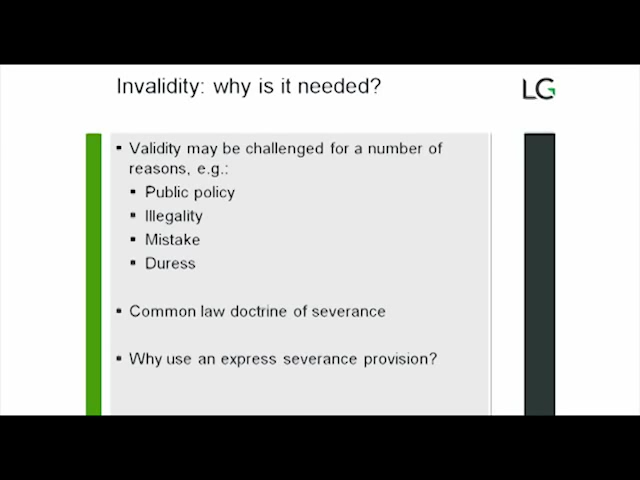 Invalidity: why is it needed?
LG
▪ Validity may be challenged for a number of
reasons, e.g.:
▪ Public policy
▪ Illegality
▪ Mistake
▪ Duress
▪ Common law doctrine of severance
▪ Why use an express severance provision?